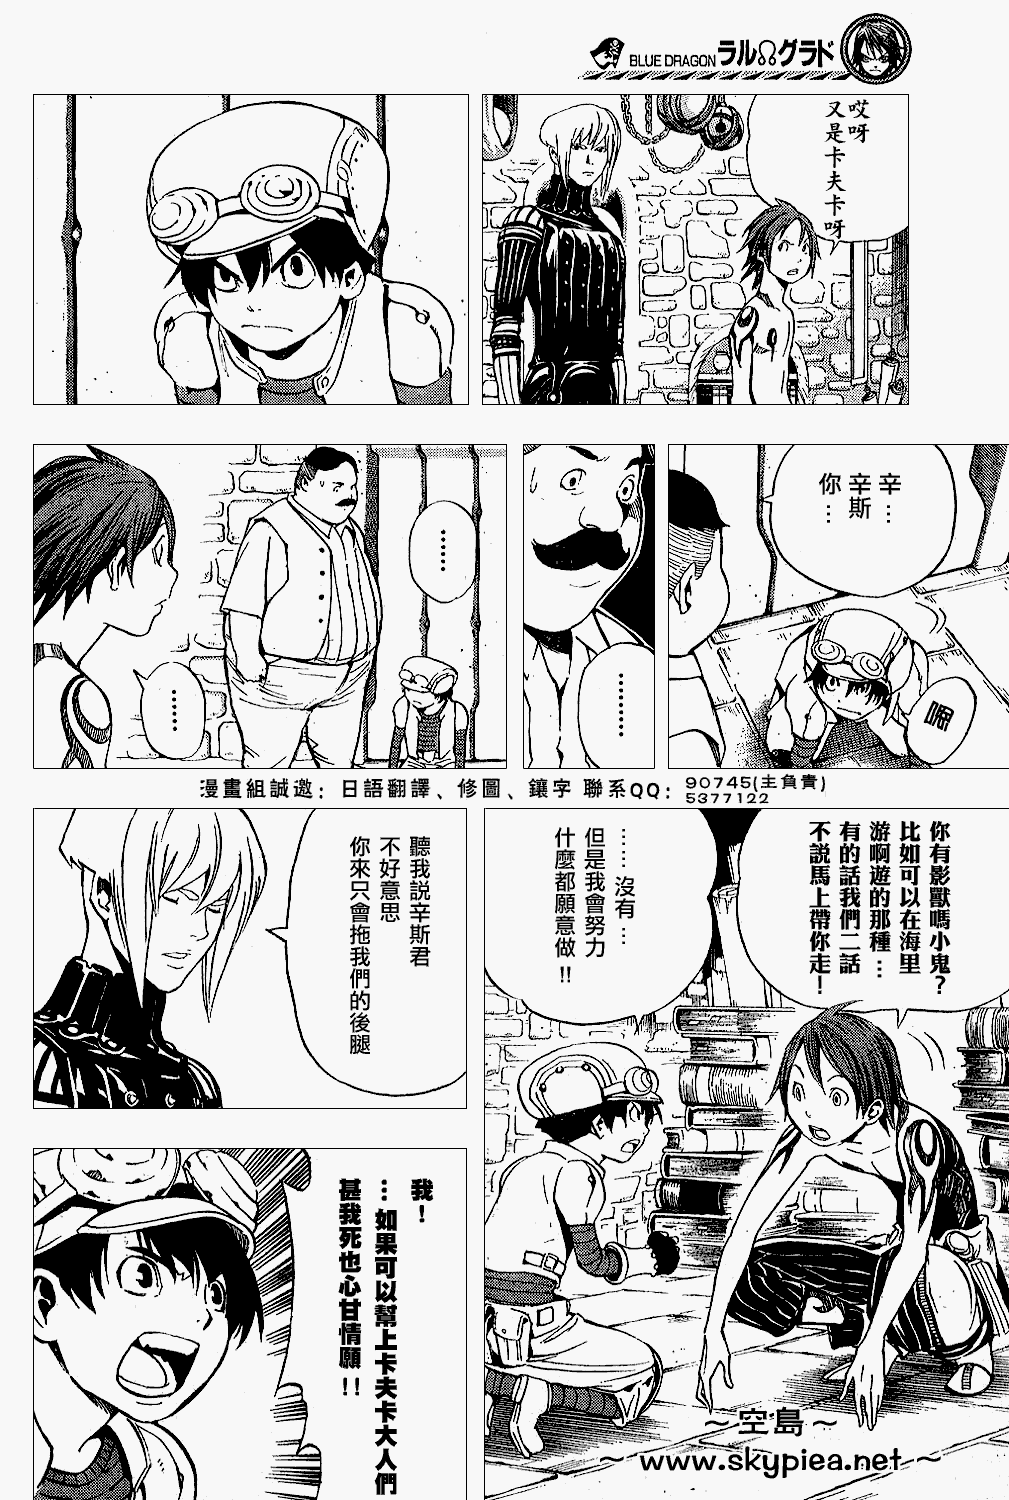 BLUE DRAGON ラルΩグラド
哎呀
又是卡夫卡呀
辛…
辛斯
你…
嗯
……
……
……
漫畫組誠邀：日語翻譯、修圖、鑲字 聯系QQ：90745(主負責)
5377122
你有影獸嗎小鬼?
比如可以在海里
游啊遊的那種…
有的話我們二話
不說馬上帶你走！
……沒有…
但是我會努力
什麼都願意做!!
聽我説辛斯君
不好意思
你來只會拖我們的後腿
我！
…如果可以幫上卡夫卡大人們
甚我死也心甘情願!!
～空島～
～ www.skypiea.net ～